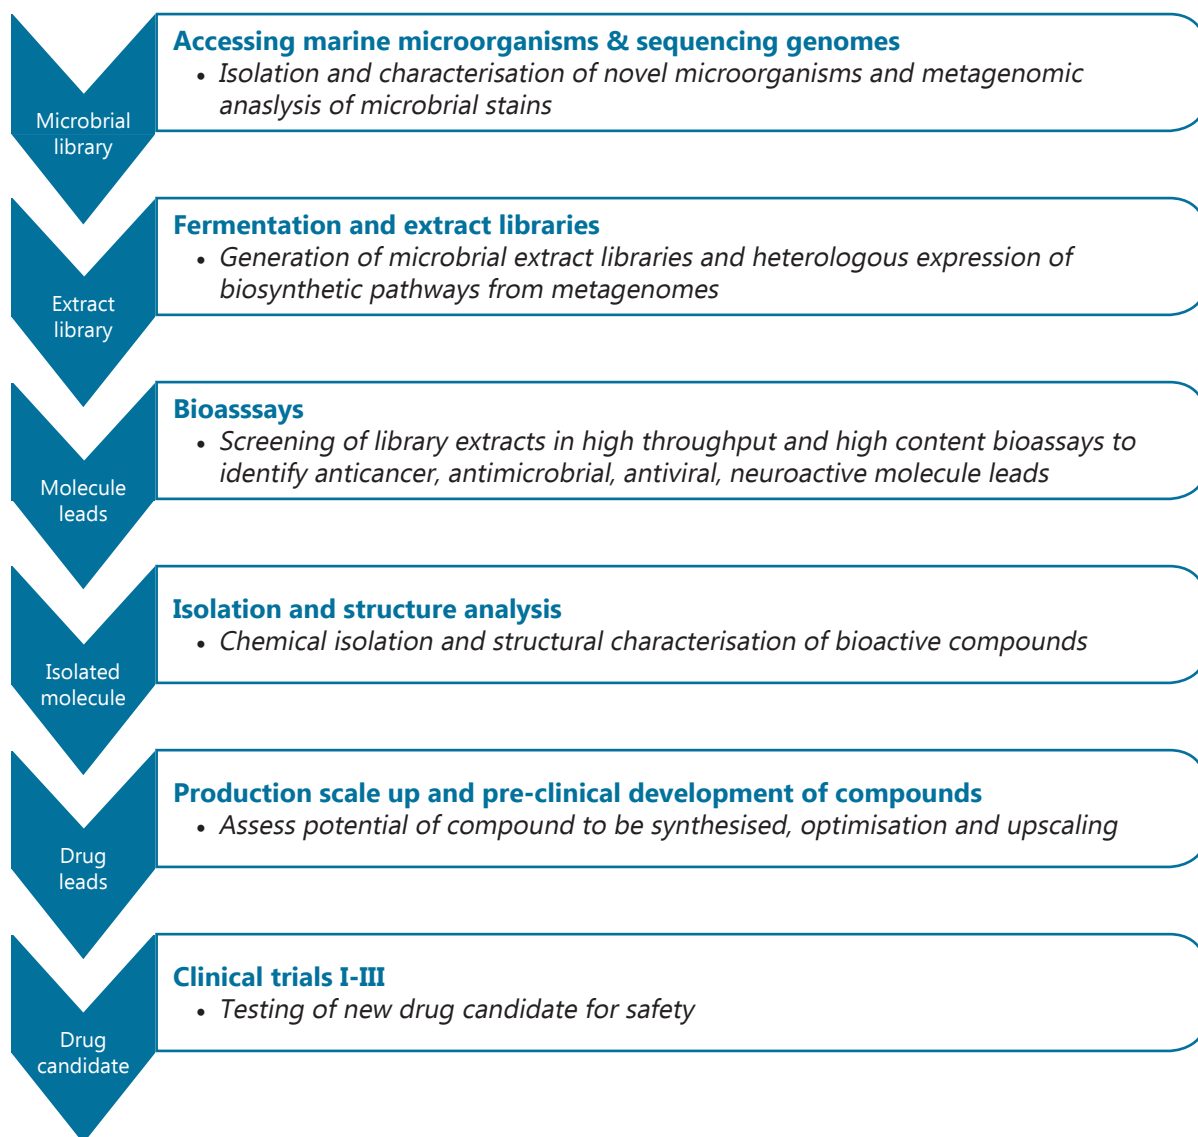 Accessing marine microorganisms & sequencing genomes
• Isolation and characterisation of novel microorganisms and metagenomic
anaslysis of microbrial stains
Microbrial
library
Fermentation and extract libraries
• Generation of microbrial extract libraries and heterologous expression of
biosynthetic pathways from metagenomes
Extract
library
Bioasssays
• Screening of library extracts in high throughput and high content bioassays to
identify anticancer, antimicrobrial, antiviral, neuroactive molecule leads
Molecule
leads
Isolation and structure analysis
• Chemical isolation and structural characterisation of bioactive compounds
Isolated
molecule
Production scale up and pre-clinical development of compounds
• Assess potential of compound to be synthesised, optimisation and upscaling
Drug
leads
Clinical trials I-III
• Testing of new drug candidate for safety
Drug
candidate